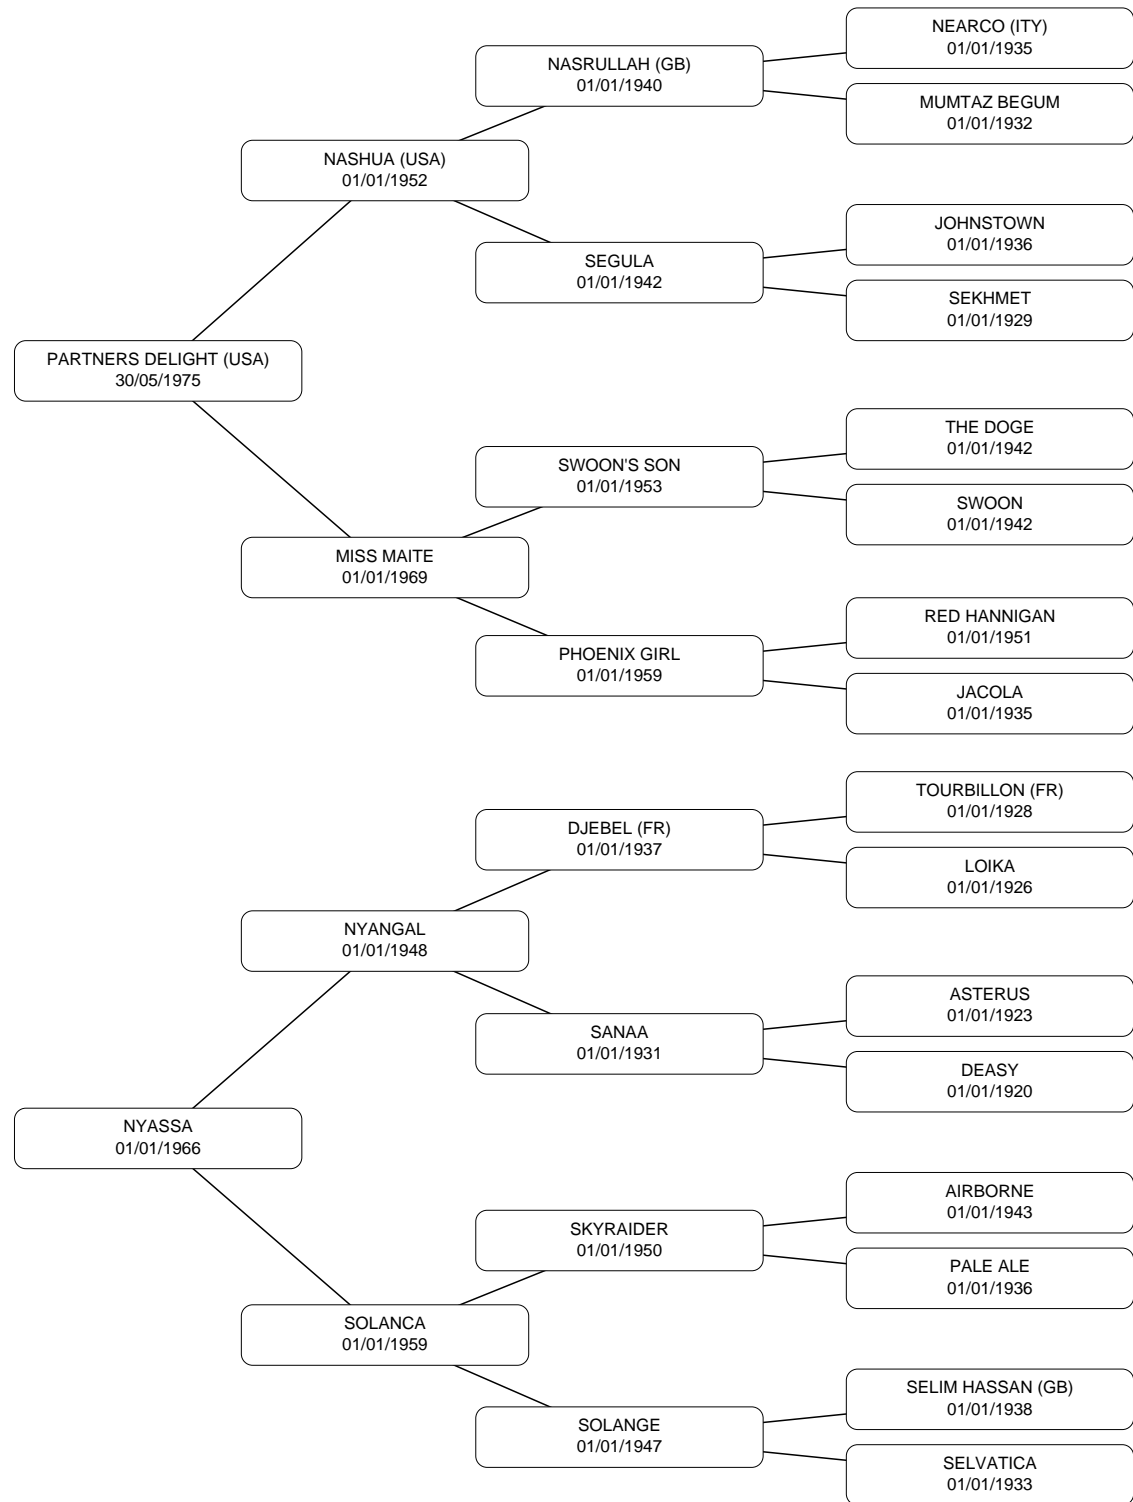 NEARCO (ITY)
01/01/1935
NASRULLAH (GB)
01/01/1940
MUMTAZ BEGUM
01/01/1932
NASHUA (USA)
01/01/1952
JOHNSTOWN
01/01/1936
SEGULA
01/01/1942
SEKHMET
01/01/1929
PARTNERS DELIGHT (USA)
30/05/1975
THE DOGE
01/01/1942
SWOON'S SON
01/01/1953
SWOON
01/01/1942
MISS MAITE
01/01/1969
RED HANNIGAN
01/01/1951
PHOENIX GIRL
01/01/1959
JACOLA
01/01/1935
TOURBILLON (FR)
01/01/1928
DJEBEL (FR)
01/01/1937
LOIKA
01/01/1926
NYANGAL
01/01/1948
ASTERUS
01/01/1923
SANAA
01/01/1931
DEASY
01/01/1920
NYASSA
01/01/1966
AIRBORNE
01/01/1943
SKYRAIDER
01/01/1950
PALE ALE
01/01/1936
SOLANCA
01/01/1959
SELIM HASSAN (GB)
01/01/1938
SOLANGE
01/01/1947
SELVATICA
01/01/1933